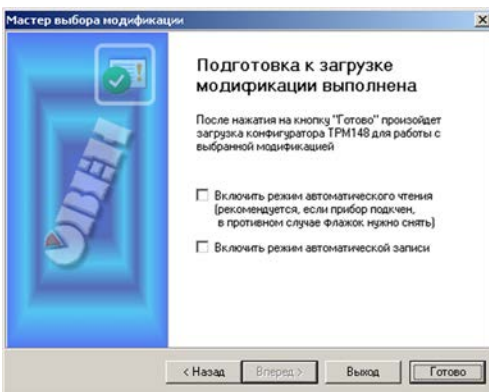 Мастер выбора модификации
ОВЕН
Подготовка к загрузке
модификации выполнена
После нажатия на кнопку "Готово" произойдет
загрузка конфигуратора ТРМ148 для работы с
выбранной модификацией
Включить режим автоматического чтения
(рекомендуется, если прибор подкчен,
в противном случае флажок нужно снять)
Включить режим автоматической записи
< Назад
Вперед >
Выход
Готово